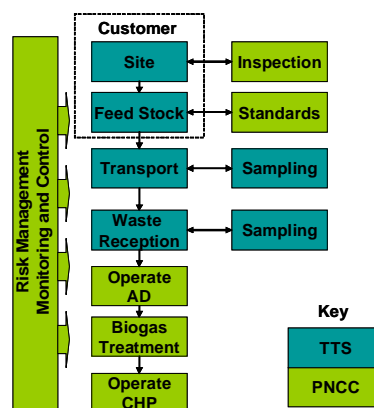 Customer
Site
Inspection
Feed Stock
Standards
Transport
Sampling
Waste
Reception
Sampling
Operate
AD
Biogas
Treatment
Operate
CHP
Risk Management
Monitoring and Control
Key
TTS
PNCC